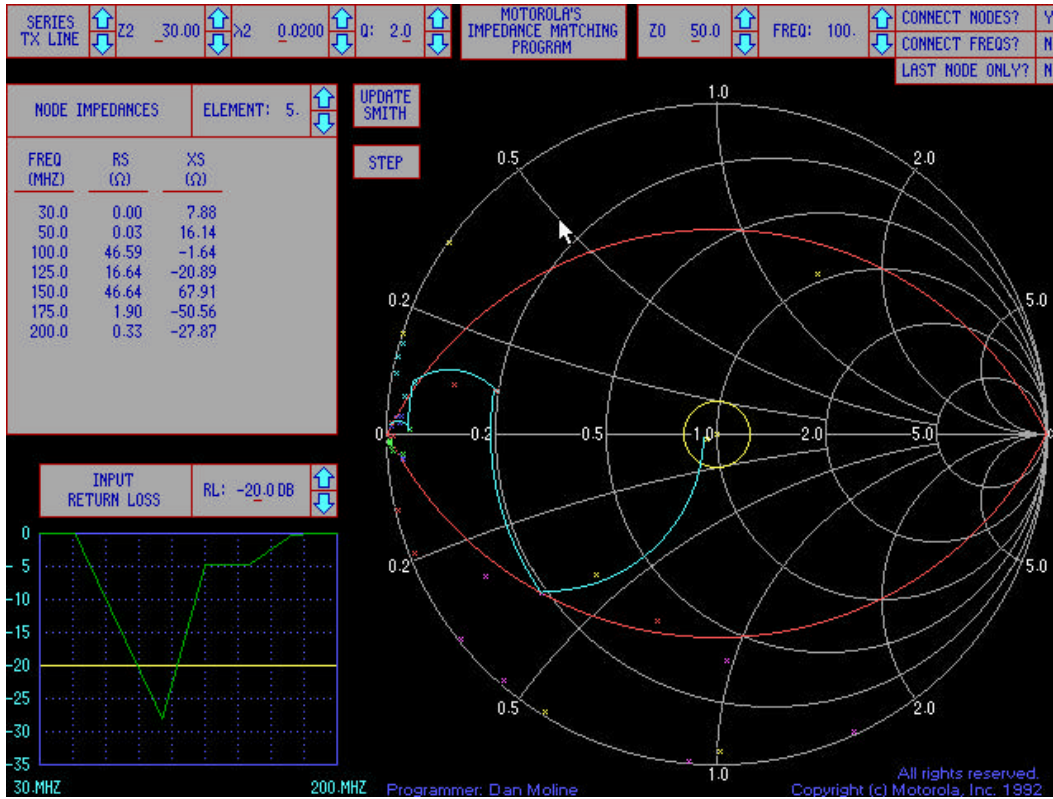 SERIES TX LINE
Z2 30.00
λ2 0.0200
Q: 2.0
MOTOROLA'S
IMPEDANCE MATCHING
PROGRAM
Z0 50.0
FREQ: 100.
CONNECT NODES? Y
CONNECT FREQS? N
LAST NODE ONLY? N
NODE IMPEDANCES
ELEMENT: 5.
UPDATE
SMITH
STEP
FREQ RS XS
(MHZ) (Ω) (Ω)
30.0 0.00 7.88
50.0 0.03 16.14
100.0 46.59 -1.64
125.0 16.64 -20.89
150.0 46.64 67.91
175.0 1.90 -50.56
200.0 0.33 -27.87
1.0
0.5 2.0
0.2 5.0
0 0.2 0.5 1.0 2.0 5.0
0.2 5.0
0.5 2.0
1.0
INPUT
RETURN LOSS
RL: -20.0 DB
0
-5
-10
-15
-20
-25
-30
-35
30.MHZ 200.MHZ
Programmer: Dan Moline
All rights reserved.
Copyright (c) Motorola, Inc. 1992